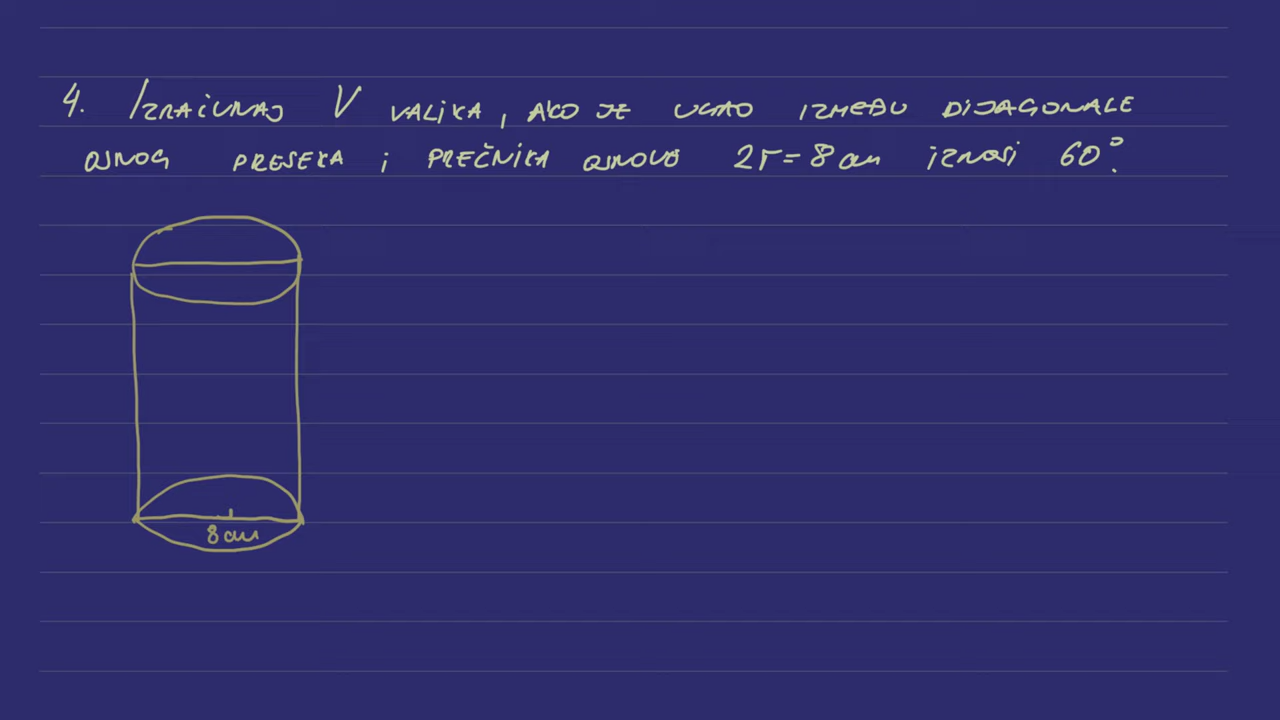 4. IZRAČUNAJ V VALJKA, AKO JE UGAO IZMEĐU DIJAGONALE
OSNOG PRESEKA I PREČNIKA OSNOVE 2r = 8 cm IZNOSI 60°.
8 cm